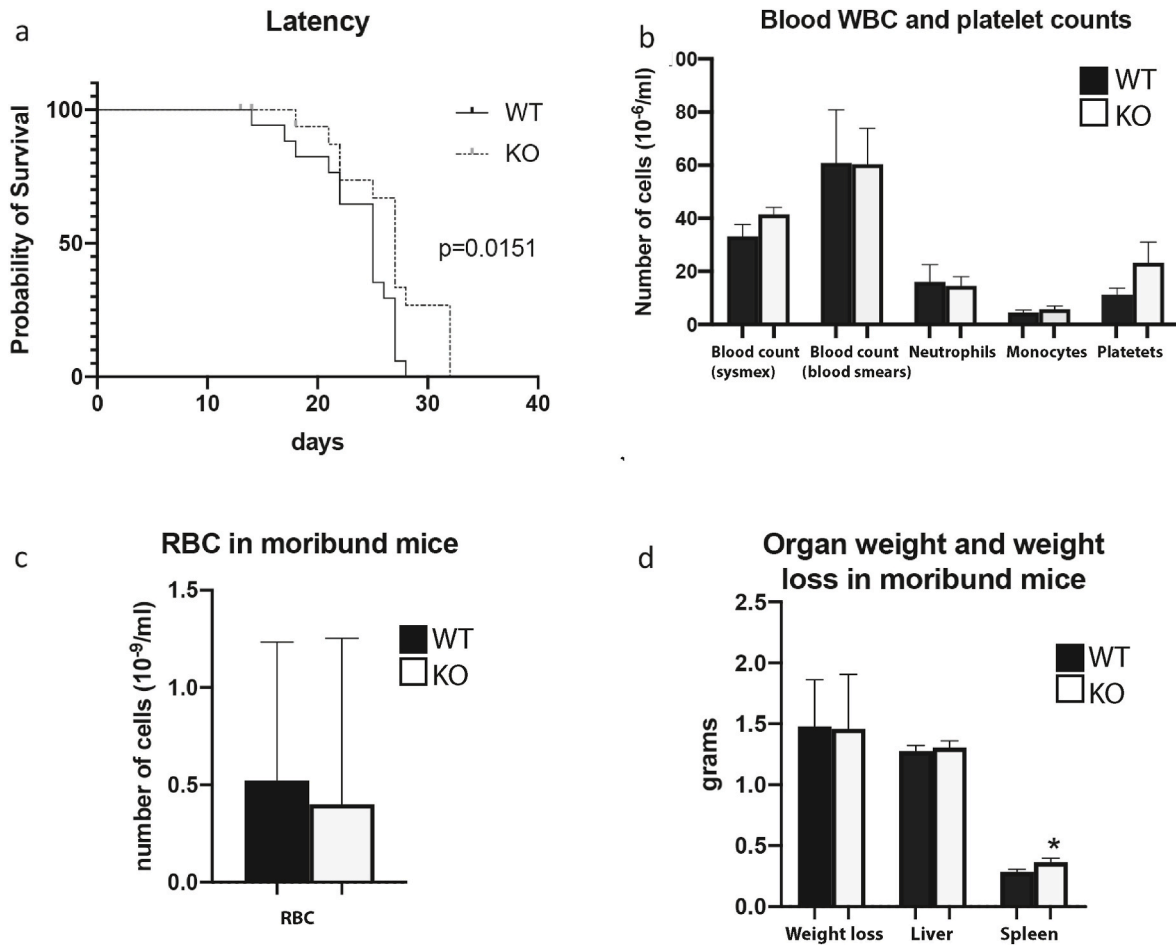 a
Latency
Probability of Survival
100
50
0
0
10
20
30
40
days
WT
KO
p=0.0151
b
Blood WBC and platelet counts
Number of cells (10⁻⁶/ml)
00
80
60
40
20
0
WT
KO
Blood count
(sysmex)
Blood count
(blood smears)
Neutrophils
Monocytes
Platetets
c
RBC in moribund mice
number of cells (10⁻⁹/ml)
1.5
1.0
0.5
0.0
WT
KO
RBC
d
Organ weight and weight
loss in moribund mice
grams
2.5
2.0
1.5
1.0
0.5
0.0
WT
KO
*
Weight loss
Liver
Spleen